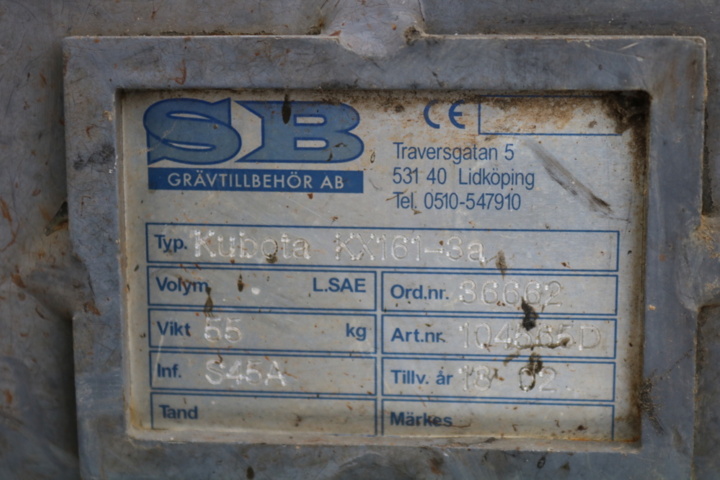 SB
GRÄVTILLBEHÖR AB
CE
Traversgatan 5
531 40 Lidköping
Tel. 0510-547910
Typ. Kubota KX161-3a
Volym L.SAE
Ord.nr. 36662
Vikt 55 kg
Art.nr.
Inf. S45A
Tillv. år 18 02
Tand
Märkes